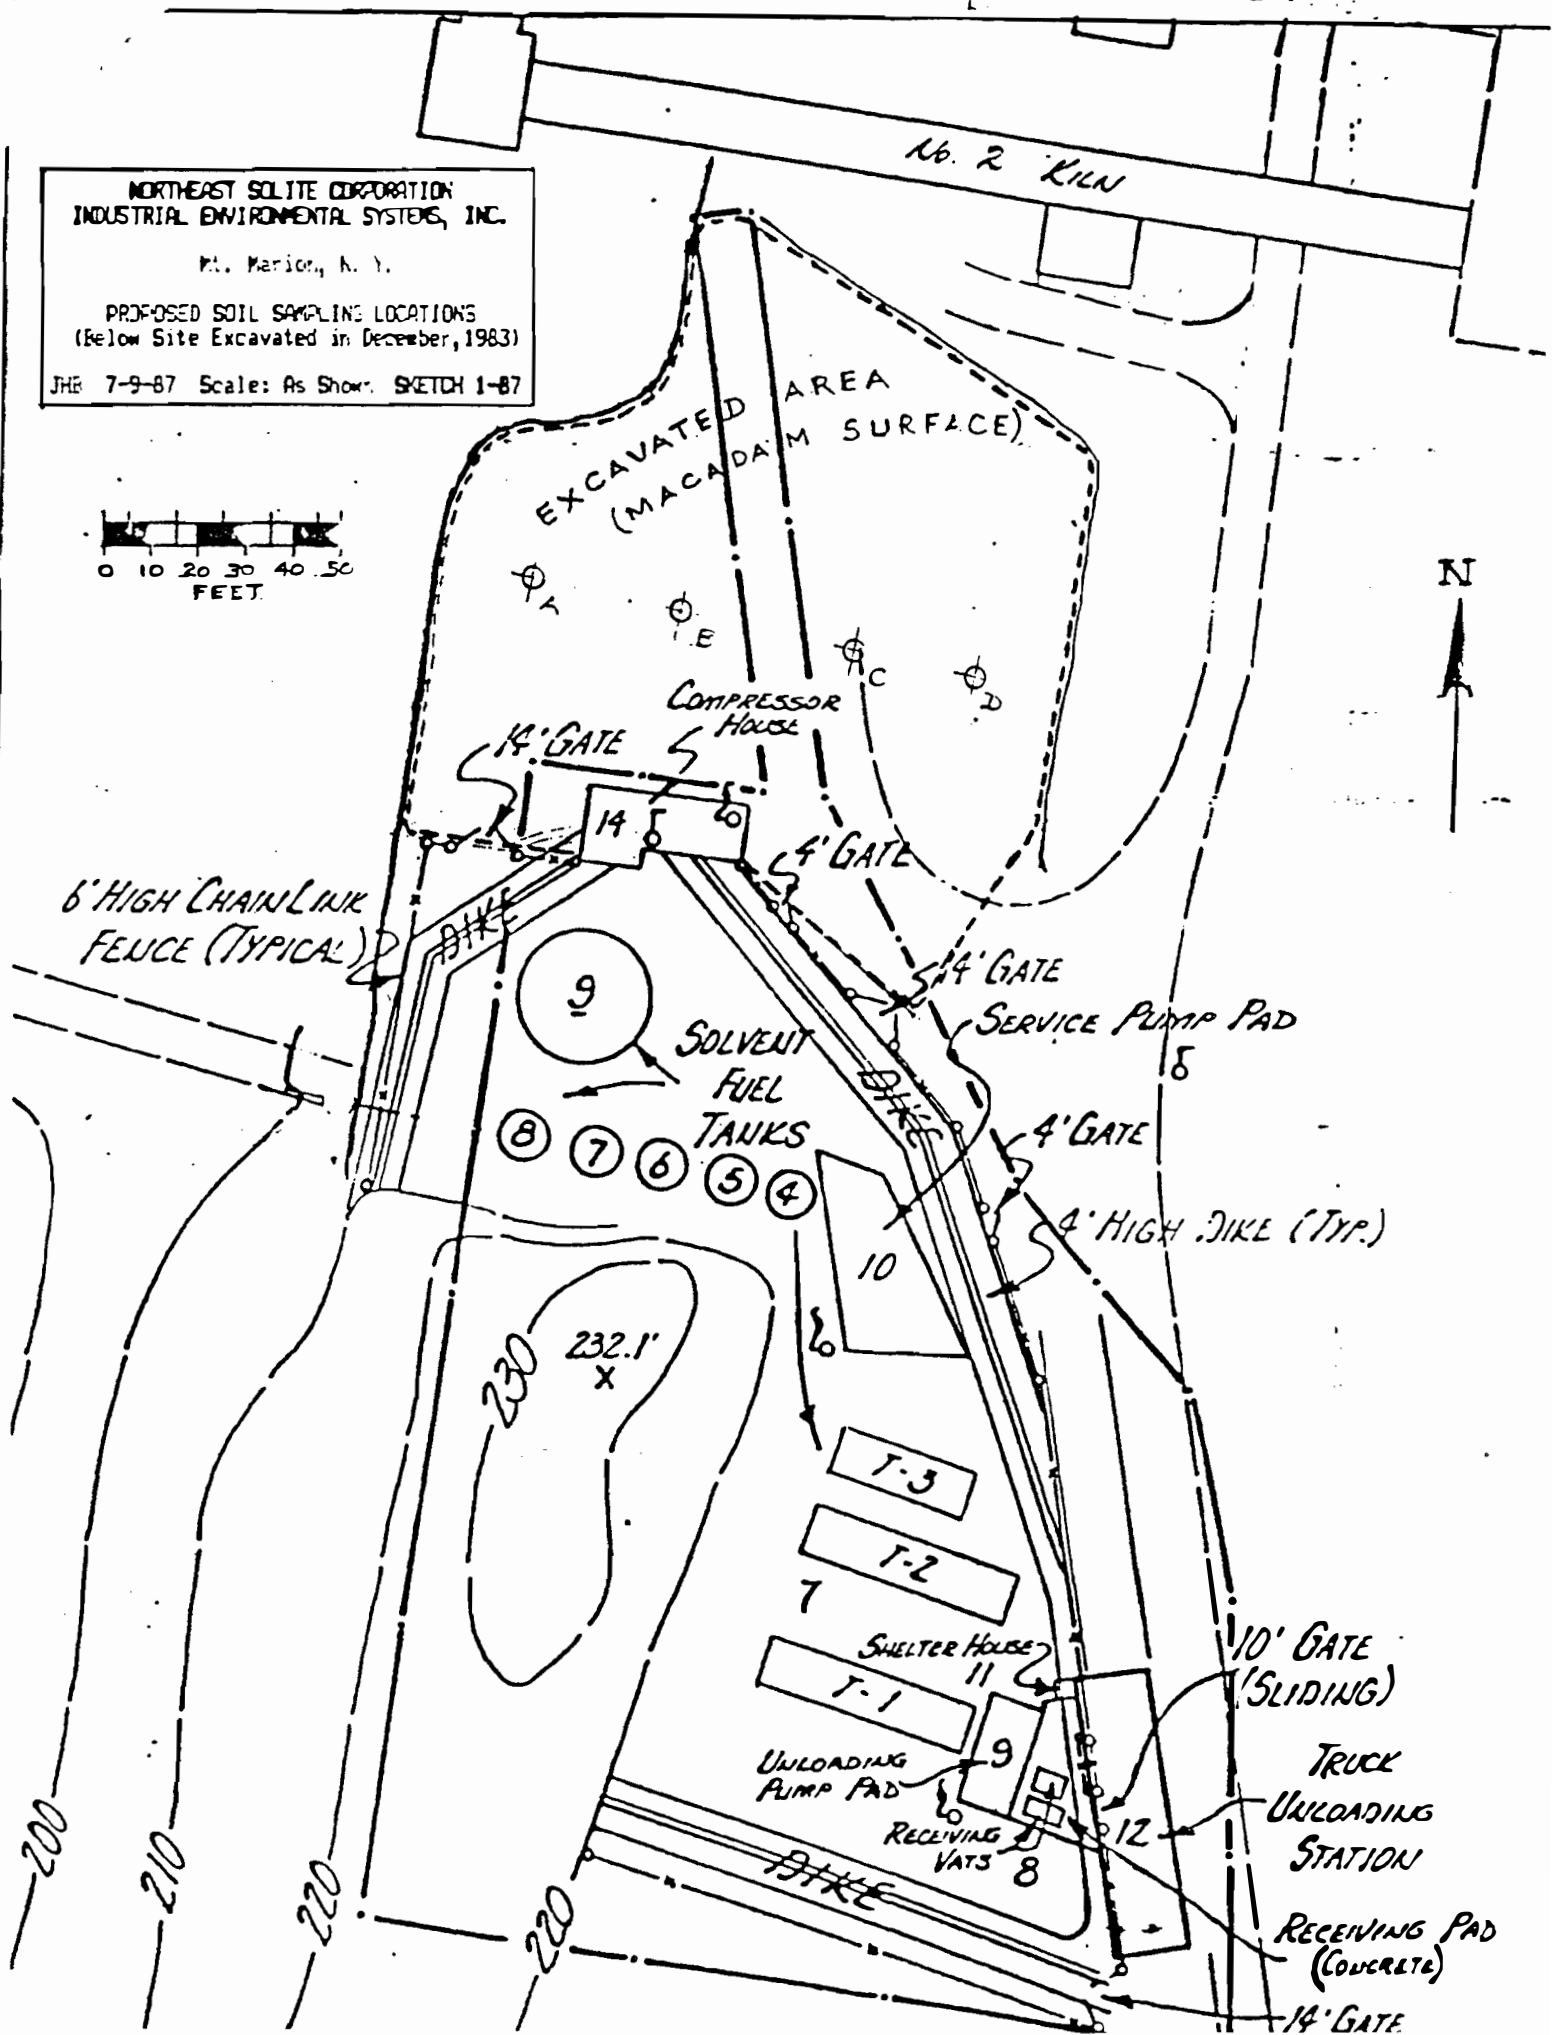 No. 2 KILN
NORTHEAST SOLITE CORPORATION
INDUSTRIAL ENVIRONMENTAL SYSTEMS, INC.
Mt. Marion, N. Y.
PROPOSED SOIL SAMPLING LOCATIONS
(Below Site Excavated in December, 1983)
JHB 7-9-87 Scale: As Shown. SKETCH 1-87
EXCAVATED AREA
(MACADAM SURFACE)
0 10 20 30 40 50
FEET
N
A
B
C
D
COMPRESSOR
HOUSE
14' GATE
14
4' GATE
6' HIGH CHAINLINK
FENCE (TYPICAL)
DIKE
9
14' GATE
SERVICE PUMP PAD
SOLVENT
FUEL
TANKS
DIKE
8
7
6
5
4
4' GATE
4' HIGH DIKE (TYP.)
10
232.1'
X
230
T-3
T-2
7
SHELTER HOUSE
11
T-1
10' GATE
(SLIDING)
UNLOADING
PUMP PAD
9
TRUCK
UNLOADING
STATION
RECEIVING
VATS
8
12
DIKE
200
210
220
220
RECEIVING PAD
(CONCRETE)
14' GATE